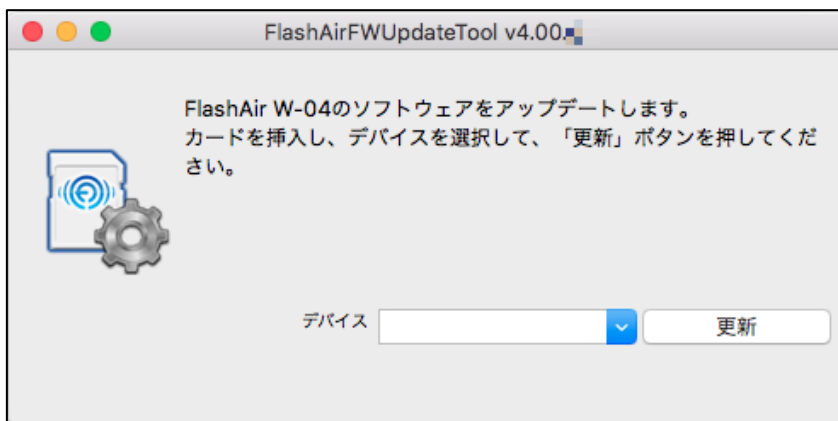 FlashAirFWUpdateTool v4.00.
FlashAir W-04のソフトウェアをアップデートします。
カードを挿入し、デバイスを選択して、「更新」ボタンを押してくだ
さい。
デバイス
更新